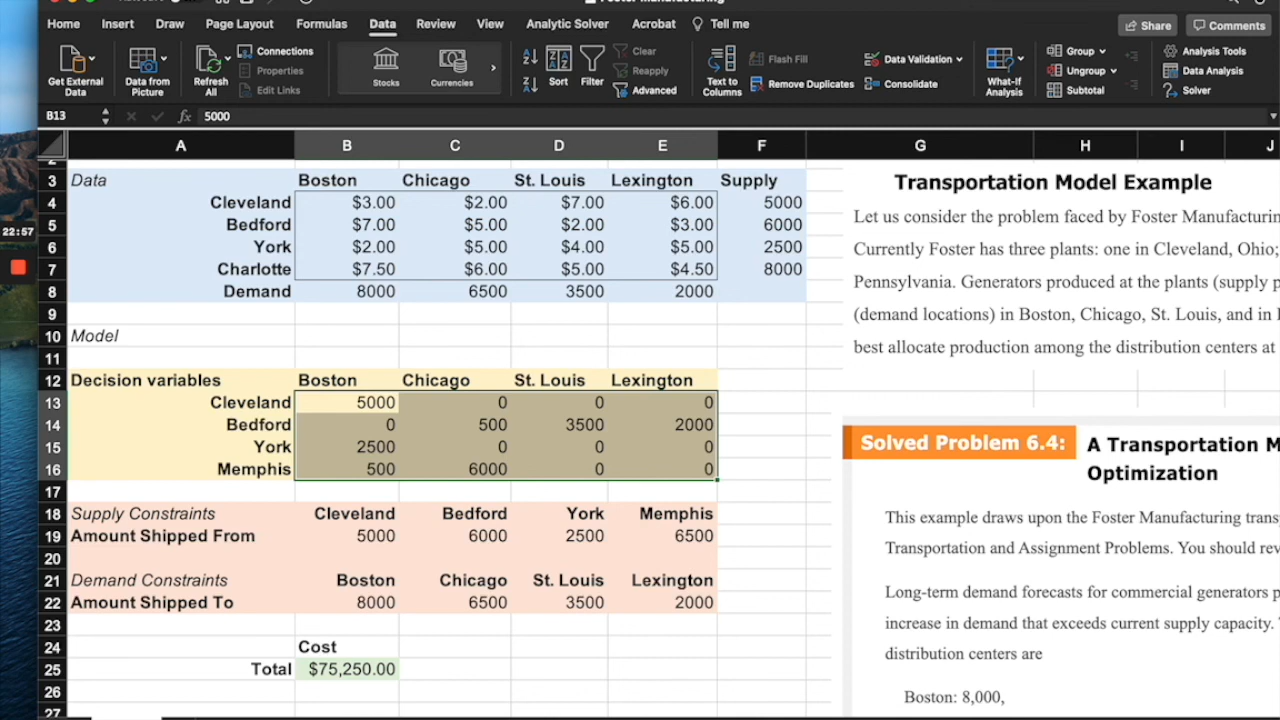 Home Insert Draw Page Layout Formulas Data Review View Analytic Solver Acrobat Tell me Share Comments
Get External Data Data from Picture Refresh All Connections Properties Edit Links Stocks Currencies Sort Filter Clear Reapply Advanced Text to Columns Flash Fill Remove Duplicates Data Validation Consolidate What-If Analysis Group Ungroup Subtotal Analysis Tools Data Analysis Solver
B13 fx 5000
A B C D E F G H I J
3 Data Boston Chicago St. Louis Lexington Supply
4 Cleveland $3.00 $2.00 $7.00 $6.00 5000
5 Bedford $7.00 $5.00 $2.00 $3.00 6000
6 York $2.00 $5.00 $4.00 $5.00 2500
7 Charlotte $7.50 $6.00 $5.00 $4.50 8000
8 Demand 8000 6500 3500 2000
9
10 Model
11
12 Decision variables Boston Chicago St. Louis Lexington
13 Cleveland 5000 0 0 0
14 Bedford 0 500 3500 2000
15 York 2500 0 0 0
16 Memphis 500 6000 0 0
17
18 Supply Constraints Cleveland Bedford York Memphis
19 Amount Shipped From 5000 6000 2500 6500
20
21 Demand Constraints Boston Chicago St. Louis Lexington
22 Amount Shipped To 8000 6500 3500 2000
23
24 Cost
25 Total $75,250.00
26
27
22:57
Transportation Model Example
Let us consider the problem faced by Foster Manufacturin
Currently Foster has three plants: one in Cleveland, Ohio;
Pennsylvania. Generators produced at the plants (supply p
(demand locations) in Boston, Chicago, St. Louis, and in
best allocate production among the distribution centers at
Solved Problem 6.4: A Transportation M
Optimization
This example draws upon the Foster Manufacturing trans
Transportation and Assignment Problems. You should rev
Long-term demand forecasts for commercial generators p
increase in demand that exceeds current supply capacity.
distribution centers are
Boston: 8,000,